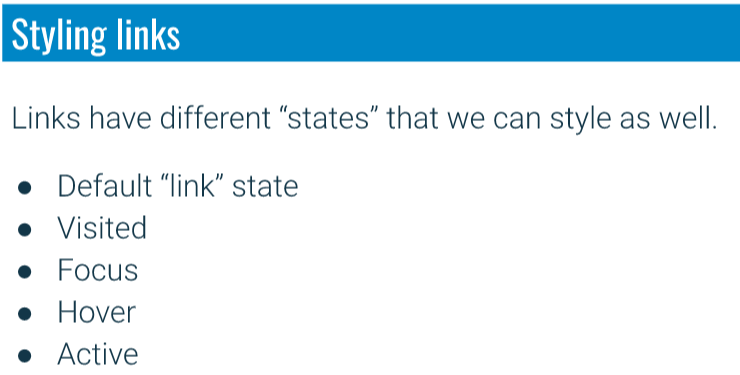 Styling links
Links have different “states” that we can style as well.
● Default “link” state
● Visited
● Focus
● Hover
● Active